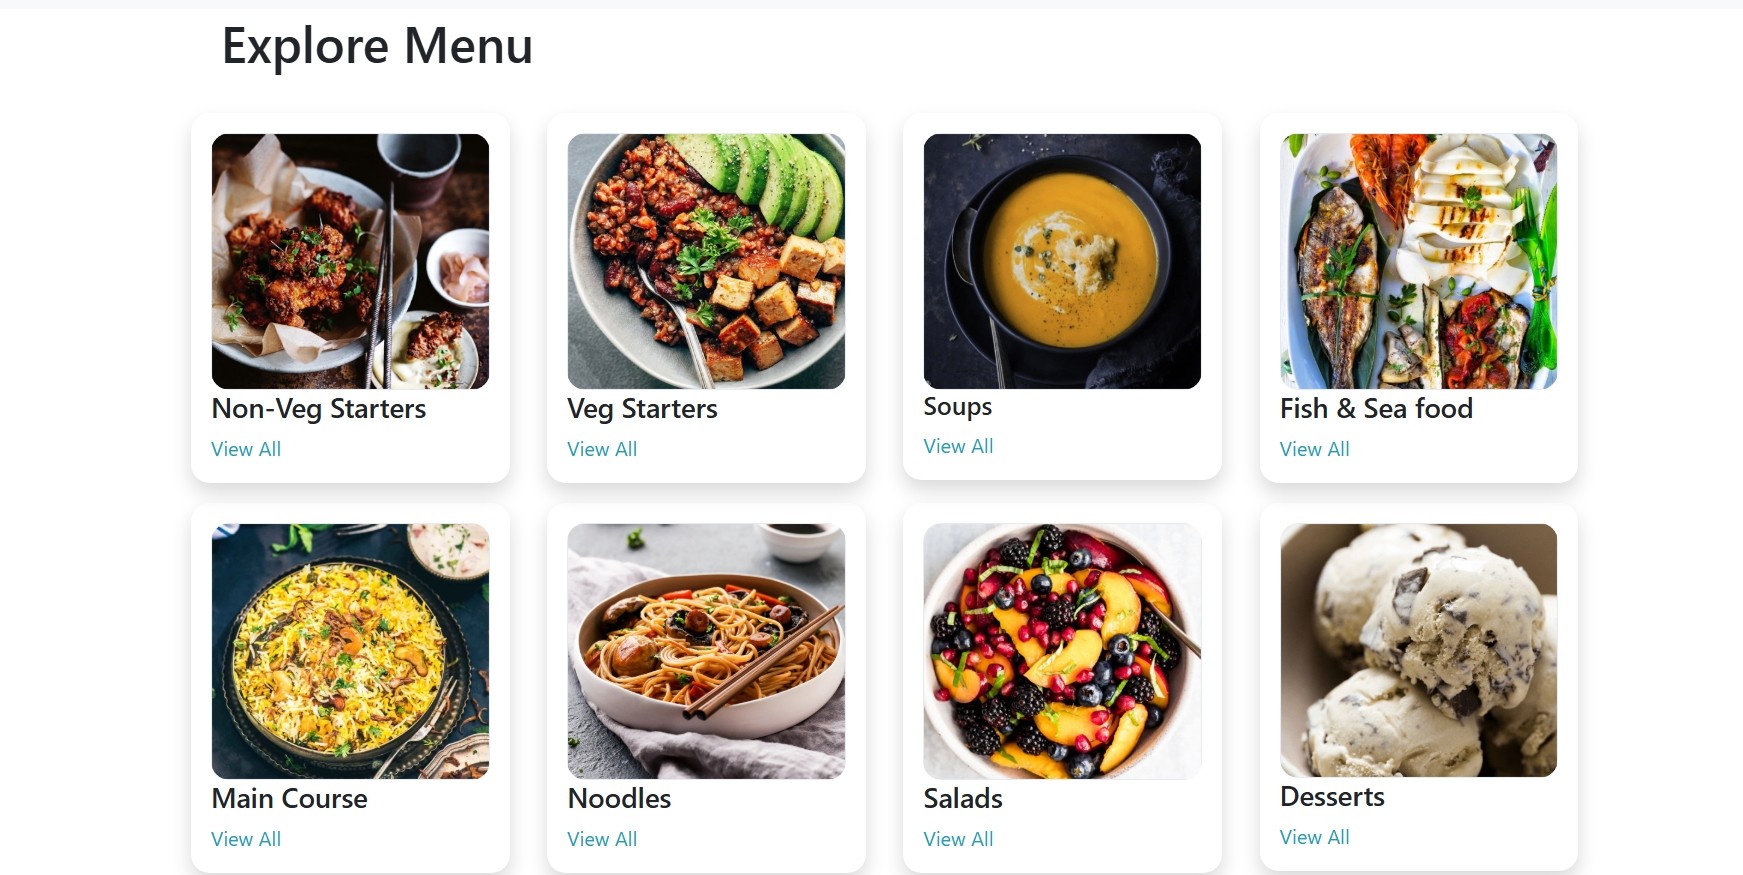 Explore Menu
Non-Veg Starters
View All
Veg Starters
View All
Soups
View All
Fish & Sea food
View All
Main Course
View All
Noodles
View All
Salads
View All
Desserts
View All